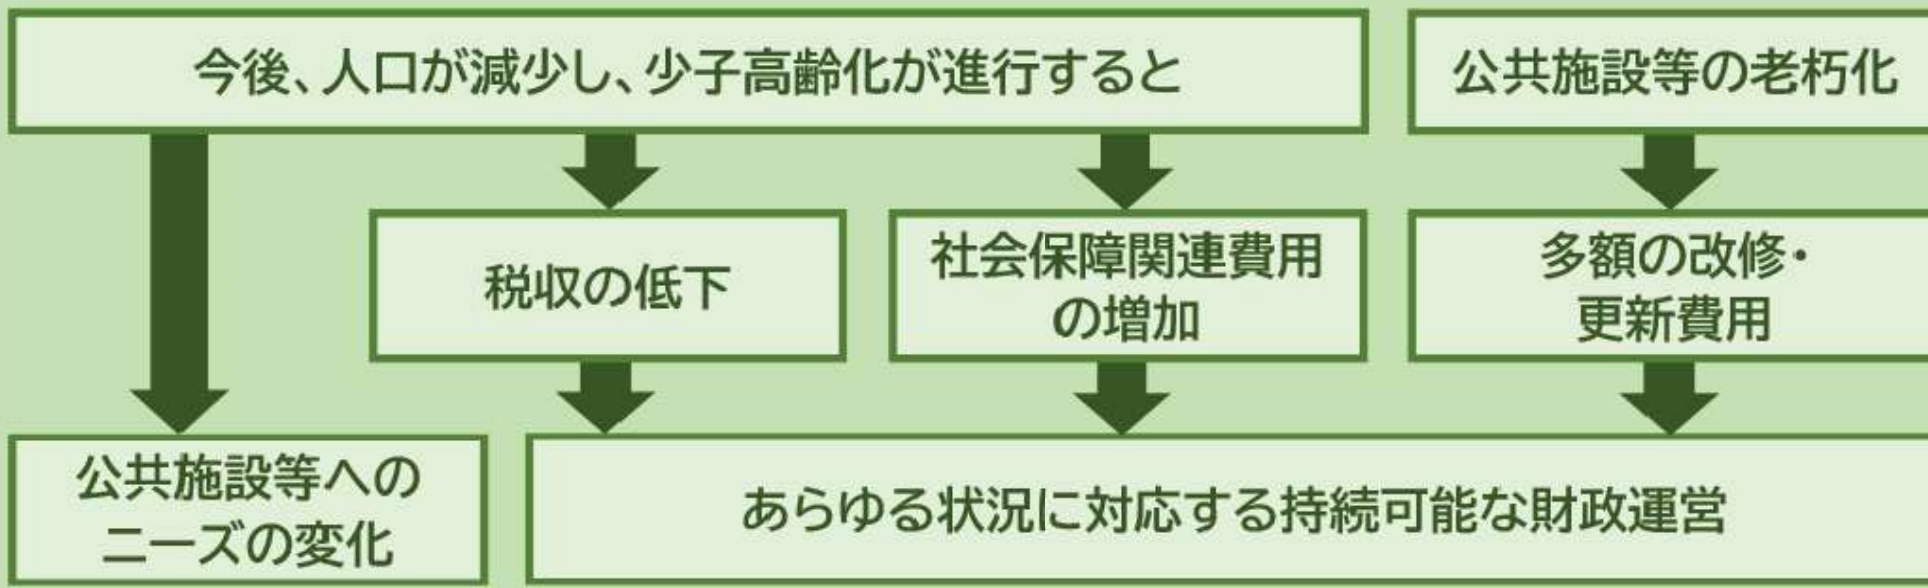 今後、人口が減少し、少子高齢化が進行すると
公共施設等の老朽化
税収の低下
社会保障関連費用
の増加
多額の改修・
更新費用
公共施設等への
ニーズの変化
あらゆる状況に対応する持続可能な財政運営